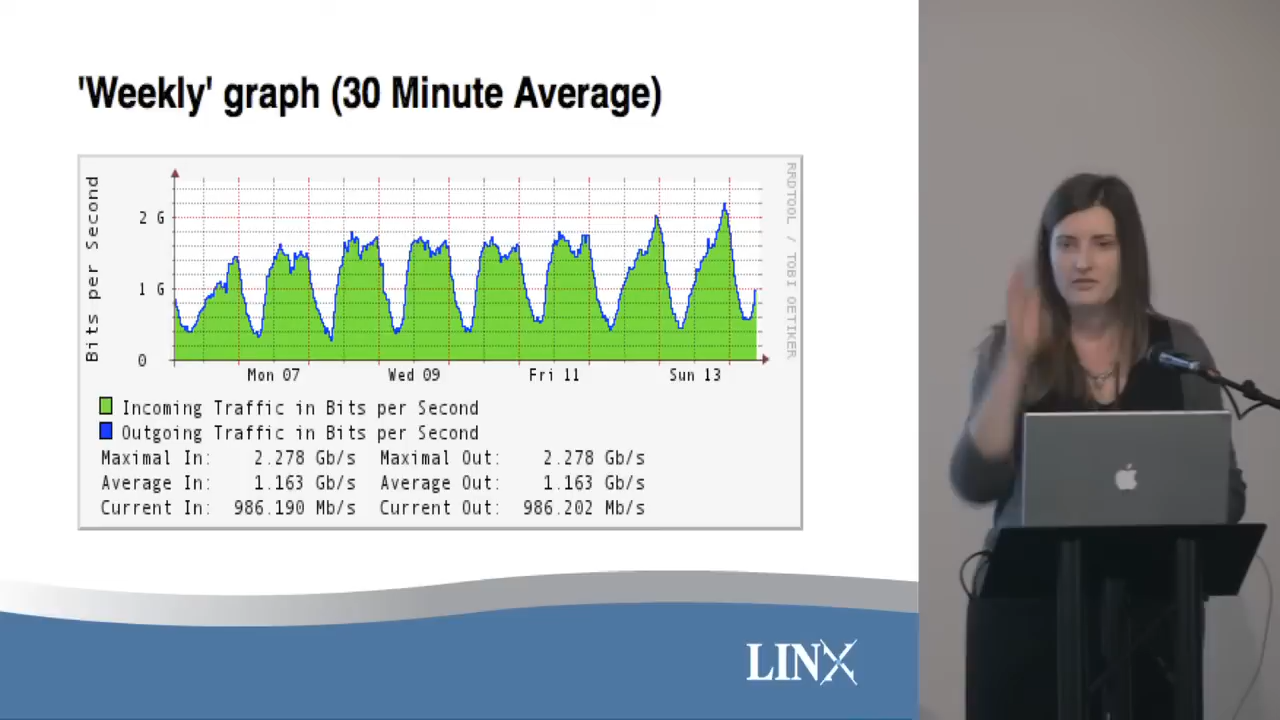 'Weekly' graph (30 Minute Average)
Bits per Second
2 G
1 G
0
Mon 07 Wed 09 Fri 11 Sun 13
RRDTOOL / TOBI OETIKER
Incoming Traffic in Bits per Second
Outgoing Traffic in Bits per Second
Maximal In: 2.278 Gb/s Maximal Out: 2.278 Gb/s
Average In: 1.163 Gb/s Average Out: 1.163 Gb/s
Current In: 986.190 Mb/s Current Out: 986.202 Mb/s
LINX